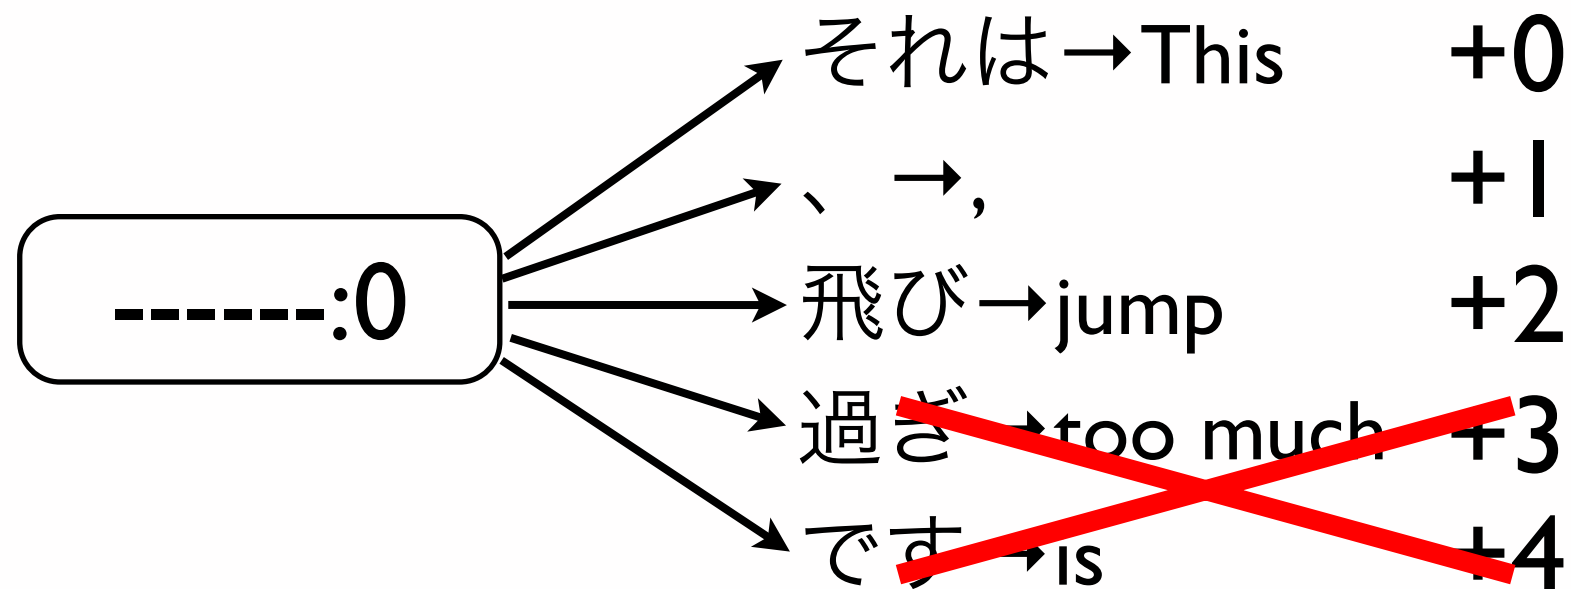 それは→This +0
、→, +1
------:0
飛び→jump +2
過ぎ→too much +3
です→is +4